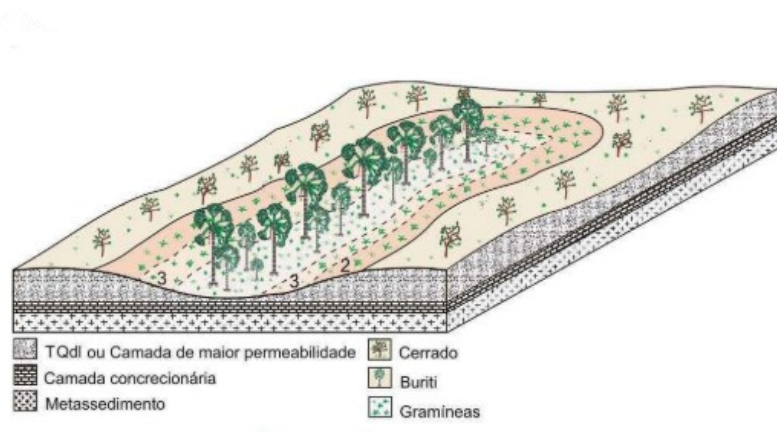 3
3
2
TQdl ou Camada de maior permeabilidade
Camada concrecionária
Metassedimento
Cerrado
Buriti
Gramíneas